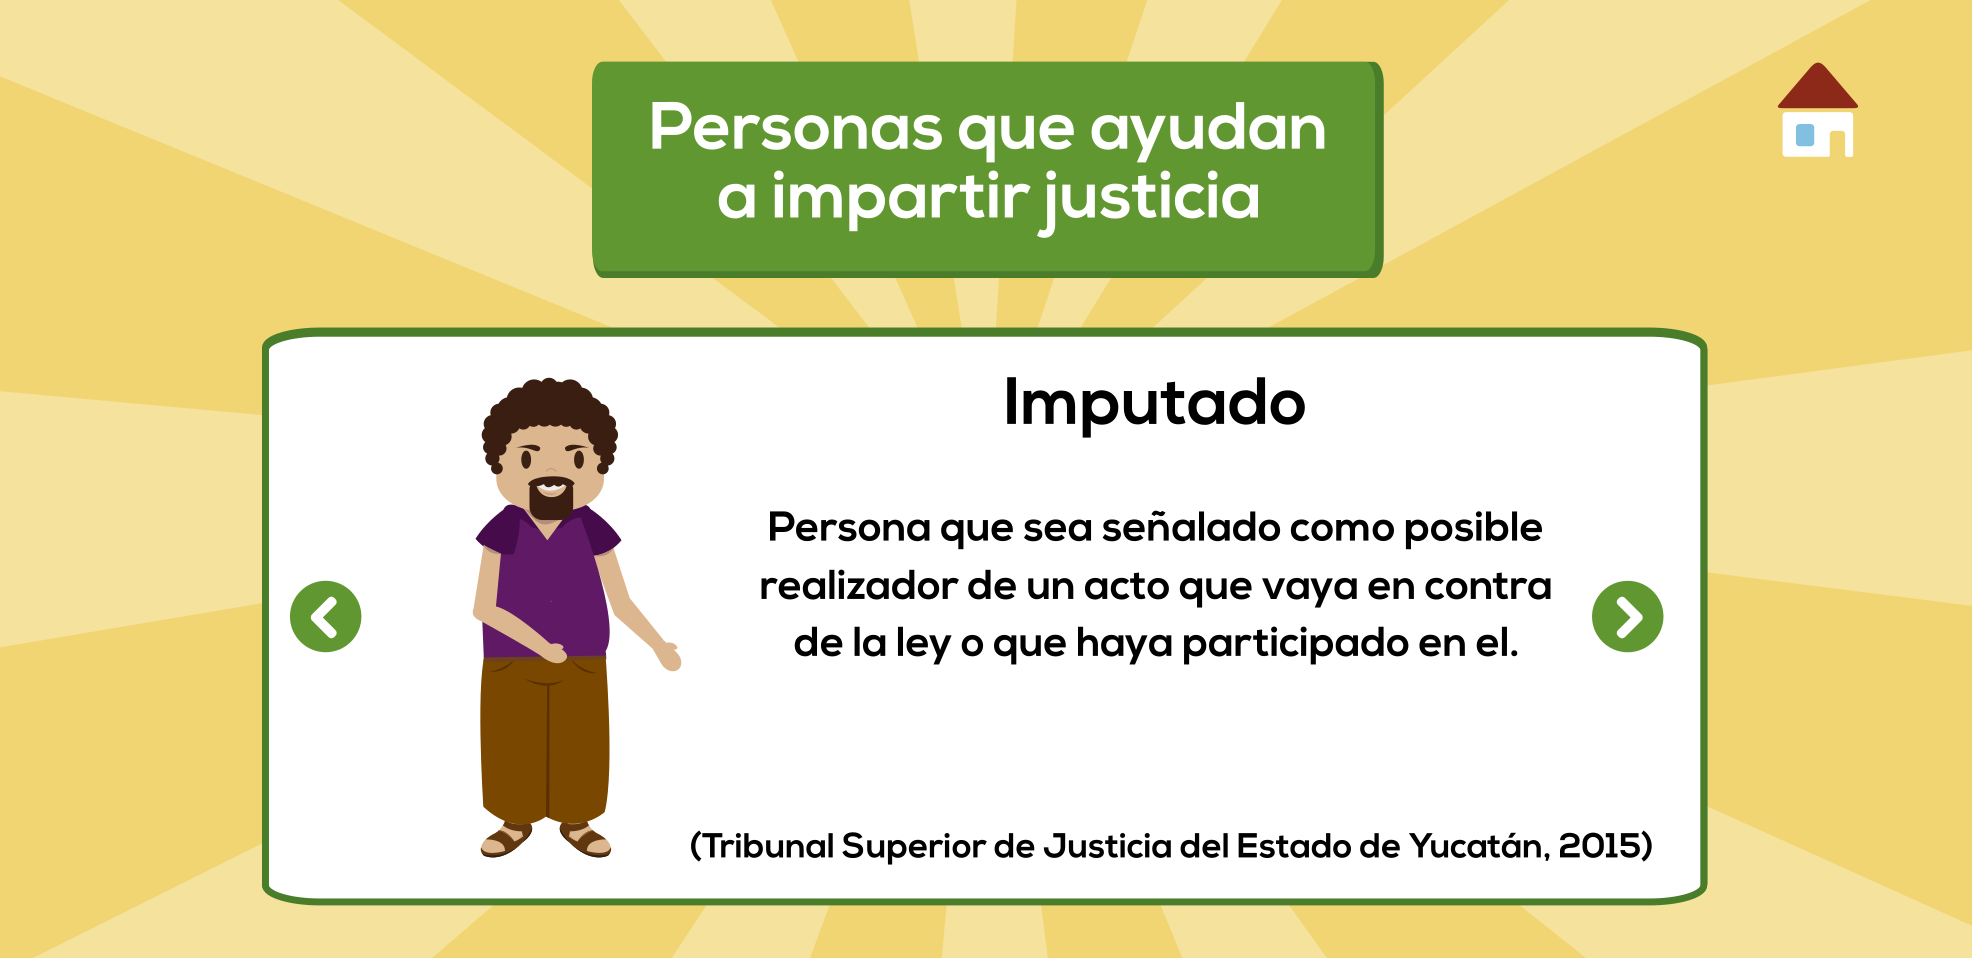 Personas que ayudan
a impartir justicia
Imputado
Persona que sea señalado como posible
realizador de un acto que vaya en contra
de la ley o que haya participado en el.
(Tribunal Superior de Justicia del Estado de Yucatán, 2015)